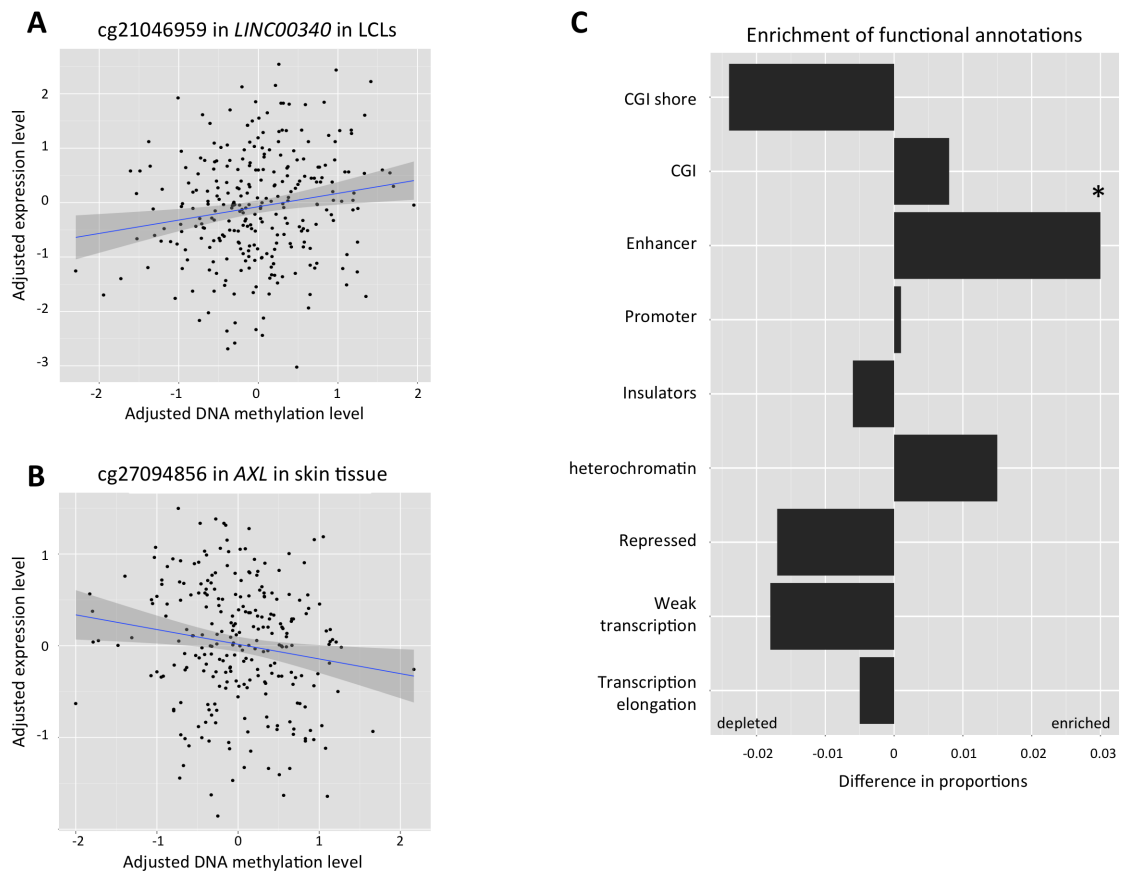 A
cg21046959 in LINC00340 in LCLs
Adjusted expression level
2
1
0
-1
-2
-3
-2
-1
0
1
2
Adjusted DNA methylation level
B
cg27094856 in AXL in skin tissue
Adjusted expression level
1
0
-1
-2
-1
0
1
2
Adjusted DNA methylation level
C
Enrichment of functional annotations
CGI shore
CGI
*
Enhancer
Promoter
Insulators
heterochromatin
Repressed
Weak
transcription
Transcription
elongation
depleted
enriched
-0.02
-0.01
0
0.01
0.02
0.03
Difference in proportions